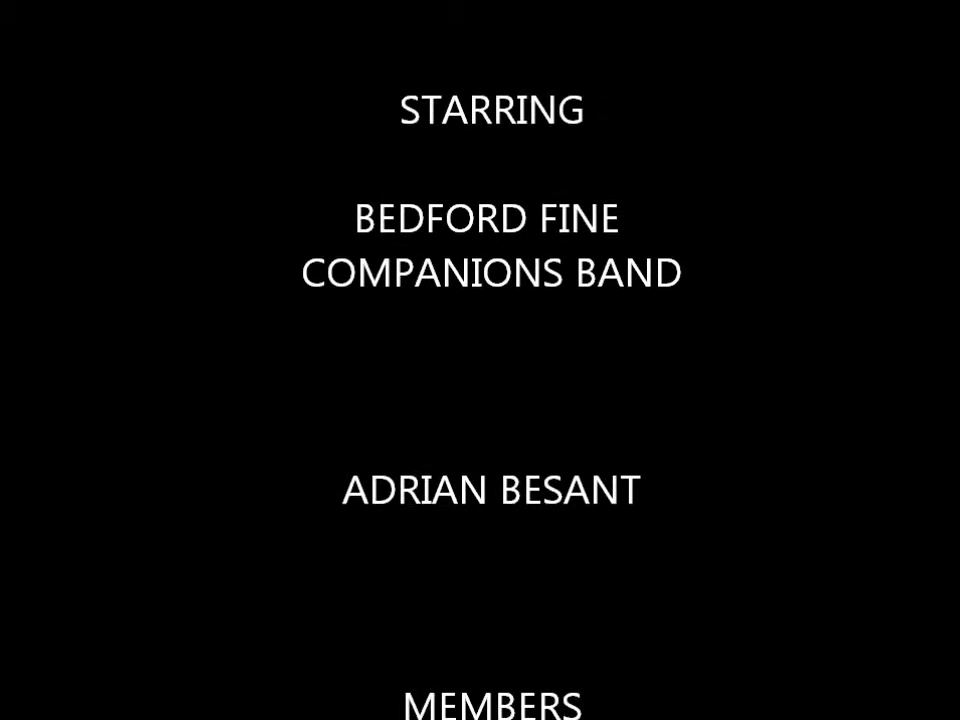 STARRING
BEDFORD FINE
COMPANIONS BAND
ADRIAN BESANT
MEMBERS